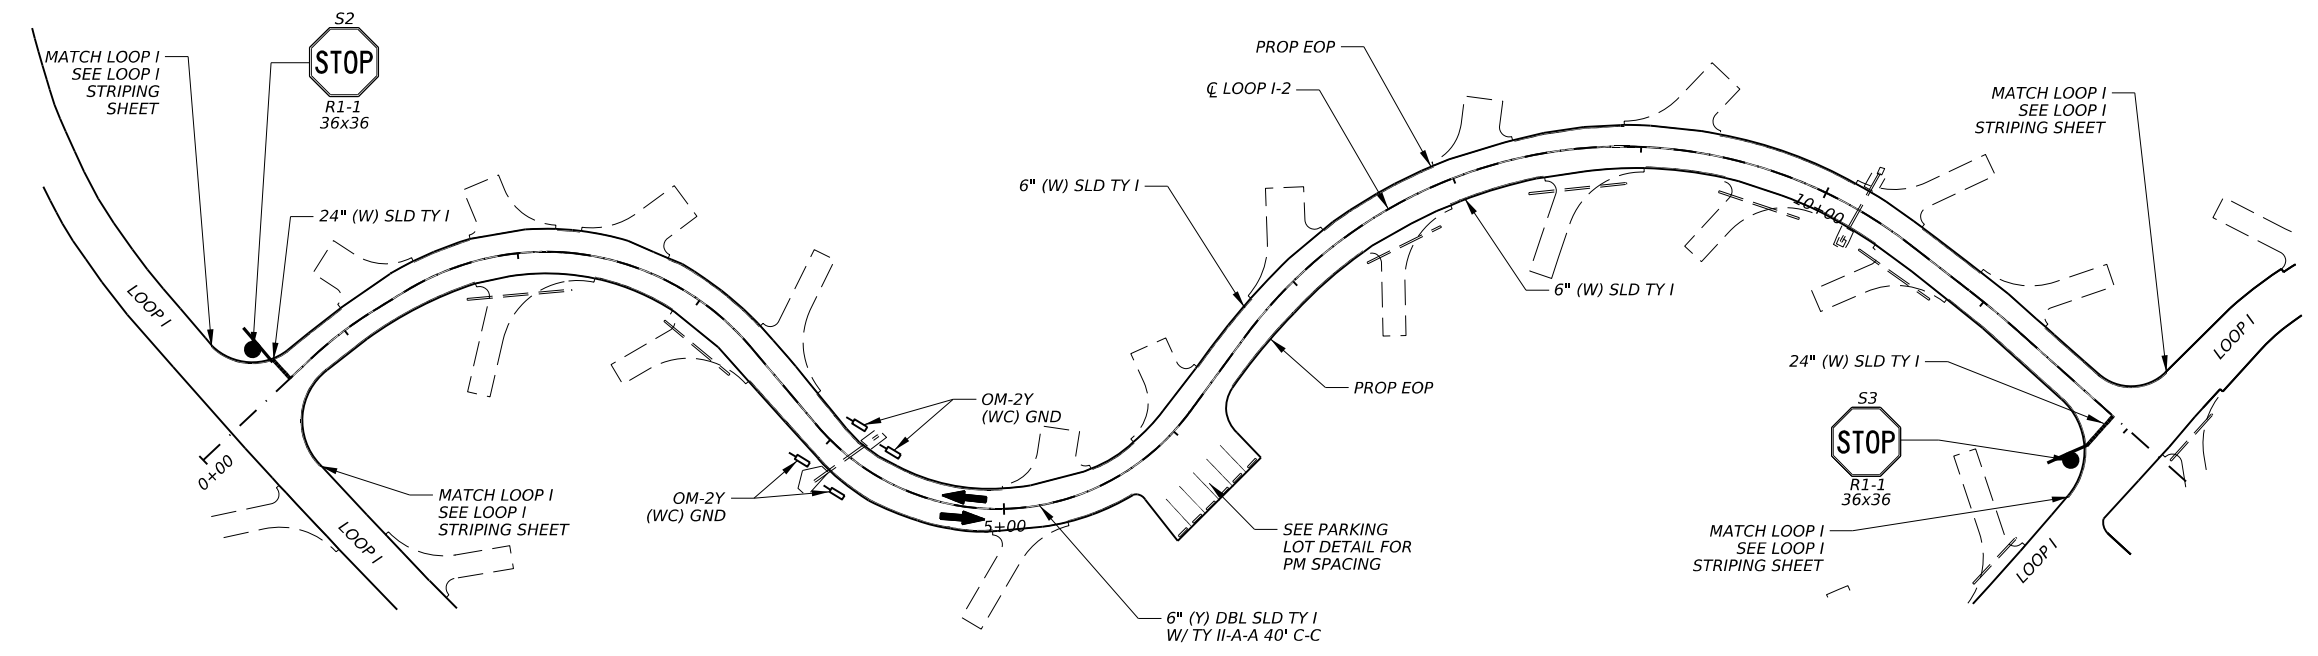 S2
STOP
R1-1
36x36
MATCH LOOP I
SEE LOOP I
STRIPING
SHEET
24" (W) SLD TY I
LOOP I
0+00
MATCH LOOP I
SEE LOOP I
STRIPING SHEET
LOOP I
OM-2Y
(WC) GND
OM-2Y
(WC) GND
5+00
6" (Y) DBL SLD TY I
W/ TY II-A-A 40' C-C
SEE PARKING
LOT DETAIL FOR
PM SPACING
PROP EOP
℄ LOOP I-2
6" (W) SLD TY I
6" (W) SLD TY I
PROP EOP
10+00
MATCH LOOP I
SEE LOOP I
STRIPING SHEET
LOOP I
24" (W) SLD TY I
S3
STOP
R1-1
36x36
MATCH LOOP I
SEE LOOP I
STRIPING SHEET
LOOP I